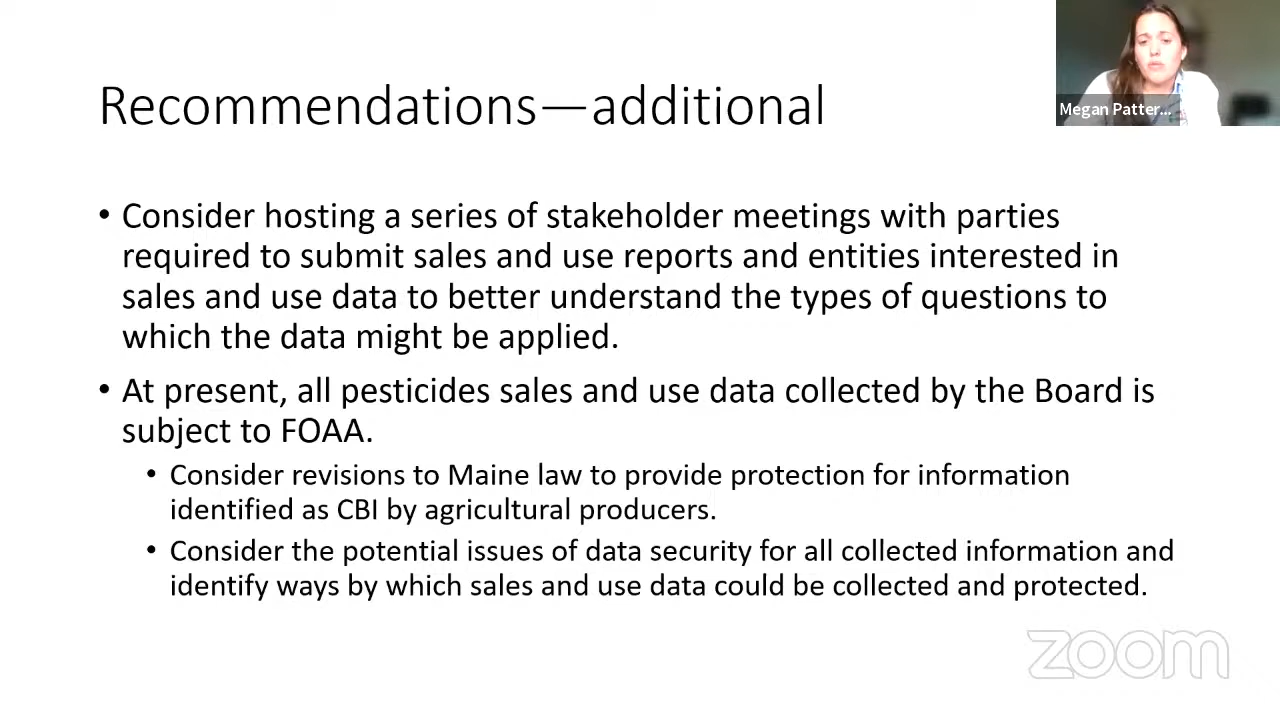 Megan Patter...
Recommendations—additional
• Consider hosting a series of stakeholder meetings with parties
required to submit sales and use reports and entities interested in
sales and use data to better understand the types of questions to
which the data might be applied.
• At present, all pesticides sales and use data collected by the Board is
subject to FOAA.
• Consider revisions to Maine law to provide protection for information
identified as CBI by agricultural producers.
• Consider the potential issues of data security for all collected information and
identify ways by which sales and use data could be collected and protected.
zoom